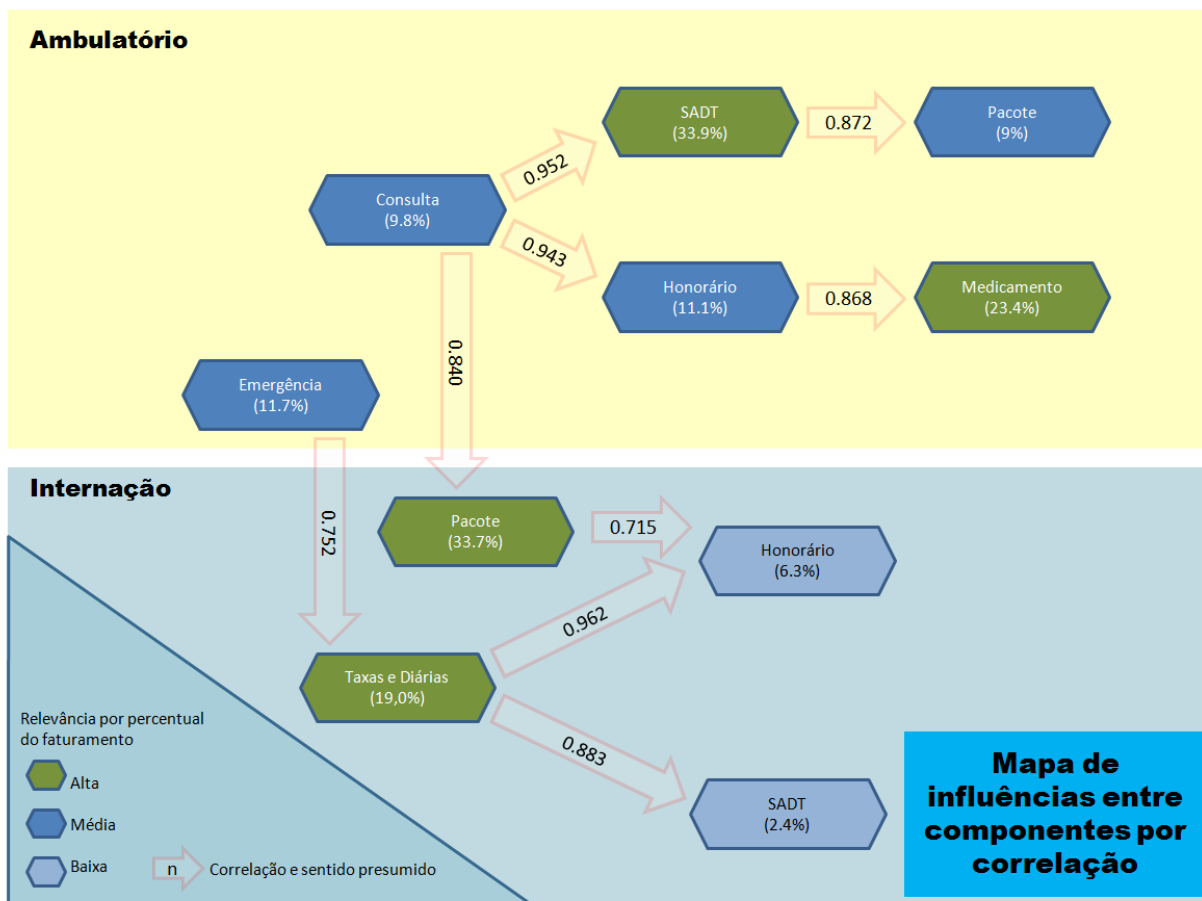 Ambulatório
SADT
(33.9%)
0.872
Pacote
(9%)
0.952
Consulta
(9.8%)
0.943
Honorário
(11.1%)
0.868
Medicamento
(23.4%)
0.840
Emergência
(11.7%)
0.752
Internação
Pacote
(33.7%)
0.715
Honorário
(6.3%)
0.962
Taxas e Diárias
(19,0%)
0.883
SADT
(2.4%)
Relevância por percentual
do faturamento
Alta
Média
Baixa
n
Correlação e sentido presumido
Mapa de
influências entre
componentes por
correlação